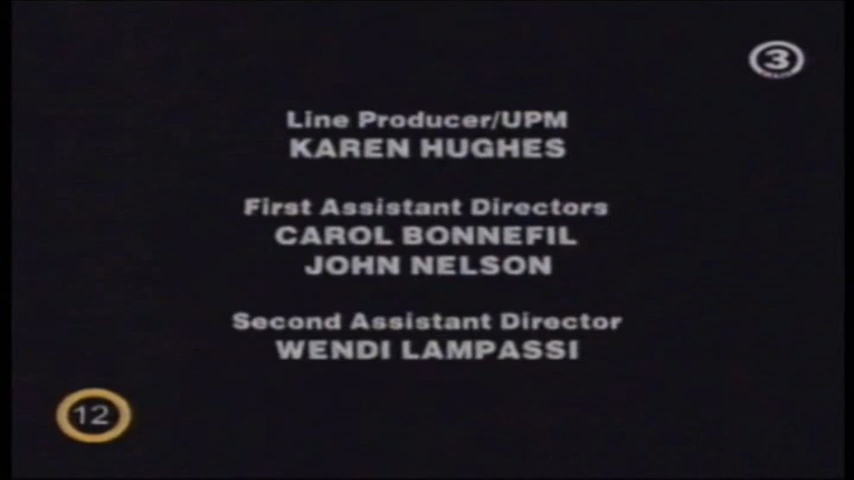 3
Line Producer/UPM
KAREN HUGHES
First Assistant Directors
CAROL BONNEFIL
JOHN NELSON
Second Assistant Director
WENDI LAMPASSI
12